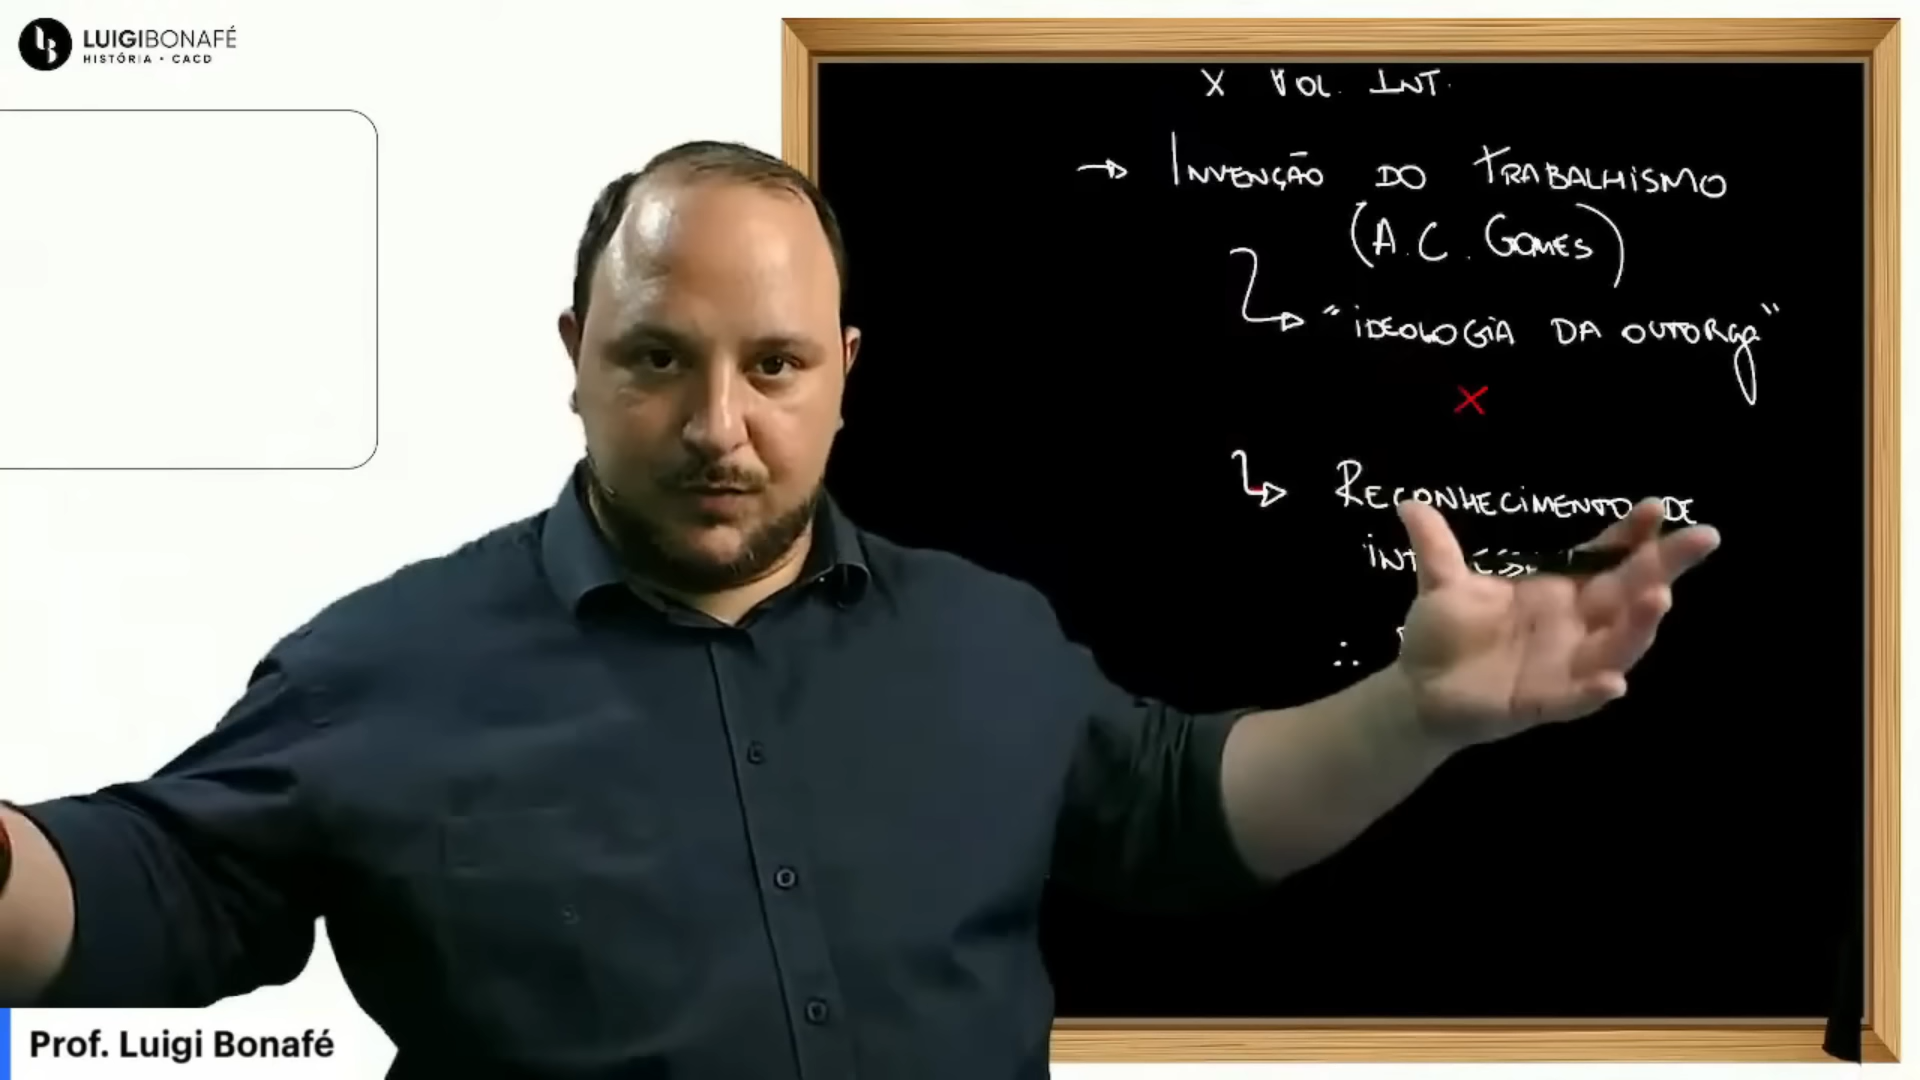 LUIGIBONAFÉ
HISTÓRIA • CACD
X VOL. INT.
→ INVENÇÃO DO TRABALHISMO
(A.C. GOMES)
"IDEOLOGIA DA OUTORGA"
X
RECONHECIMENTO DE
∴
Prof. Luigi Bonafé